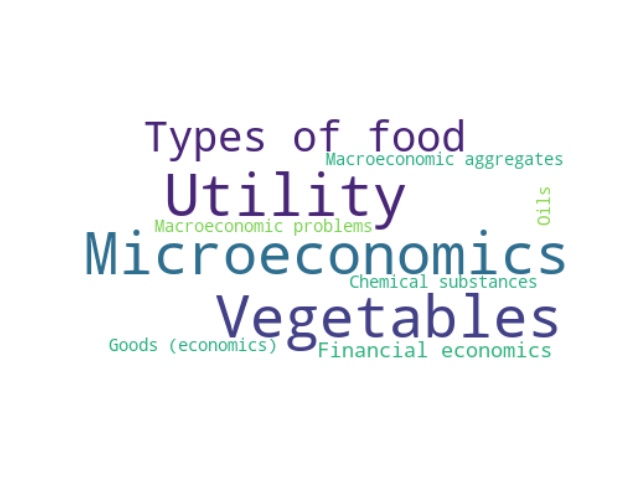 Types of food
Macroeconomic aggregates
Utility
Oils
Macroeconomic problems
Microeconomics
Chemical substances
Vegetables
Goods (economics)
Financial economics